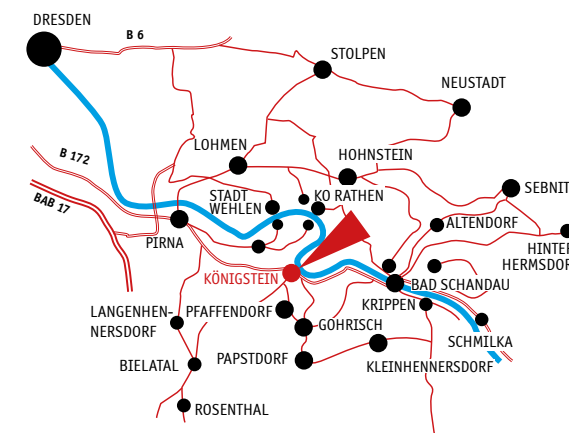 DRESDEN
B 6
STOLPEN
NEUSTADT
B 172
LOHMEN
HOHNSTEIN
BAB 17
STADT
WEHLEN
KO RATHEN
SEBNIT
ALTENDORF
PIRNA
HINTER
HERMSDOR
KÖNIGSTEIN
BAD SCHANDAU
KRIPPEN
LANGENHEN-
NERSDORF
PFAFFENDORF
GOHRISCH
SCHMILKA
BIELATAL
PAPSTDORF
KLEINHENNERSDORF
ROSENTHAL